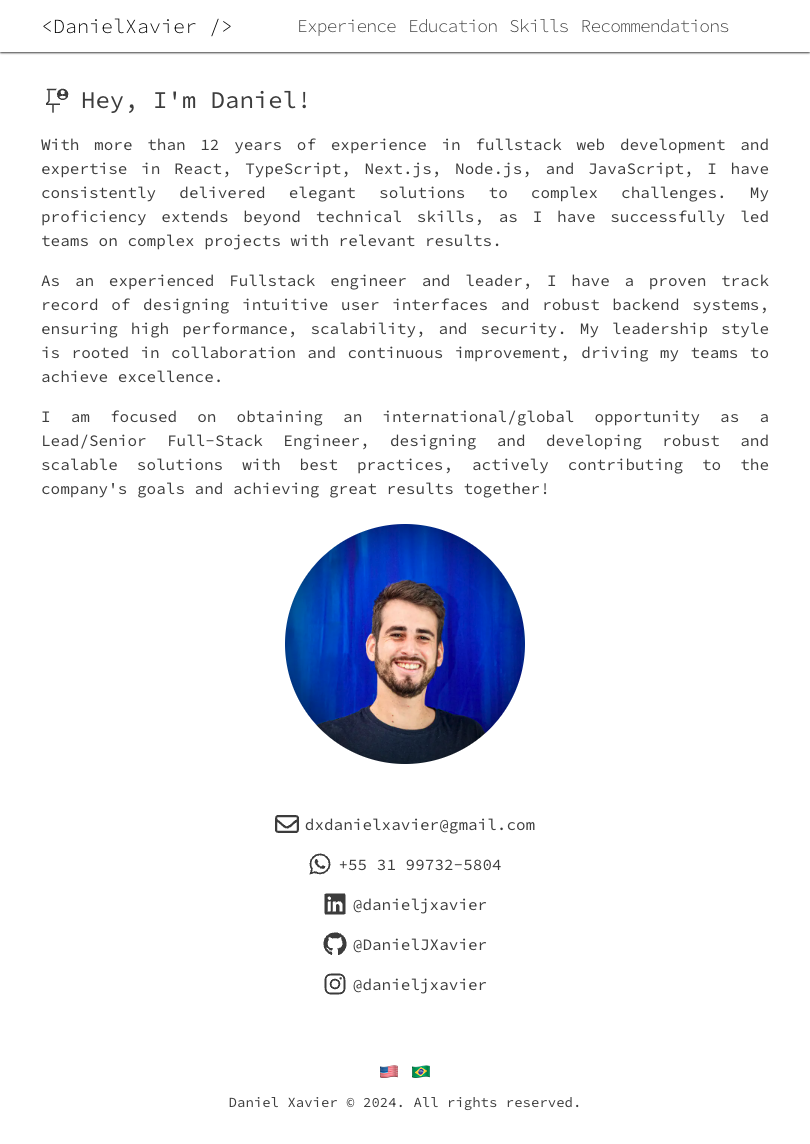 <DanielXavier />
Experience Education Skills Recommendations
Hey, I'm Daniel!
With more than 12 years of experience in fullstack web development and
expertise in React, TypeScript, Next.js, Node.js, and JavaScript, I have
consistently delivered elegant solutions to complex challenges. My
proficiency extends beyond technical skills, as I have successfully led
teams on complex projects with relevant results.
As an experienced Fullstack engineer and leader, I have a proven track
record of designing intuitive user interfaces and robust backend systems,
ensuring high performance, scalability, and security. My leadership style
is rooted in collaboration and continuous improvement, driving my teams to
achieve excellence.
I am focused on obtaining an international/global opportunity as a
Lead/Senior Full-Stack Engineer, designing and developing robust and
scalable solutions with best practices, actively contributing to the
company's goals and achieving great results together!
dxdanielxavier@gmail.com
+55 31 99732-5804
@danieljxavier
@DanielJXavier
@danieljxavier
Daniel Xavier © 2024. All rights reserved.